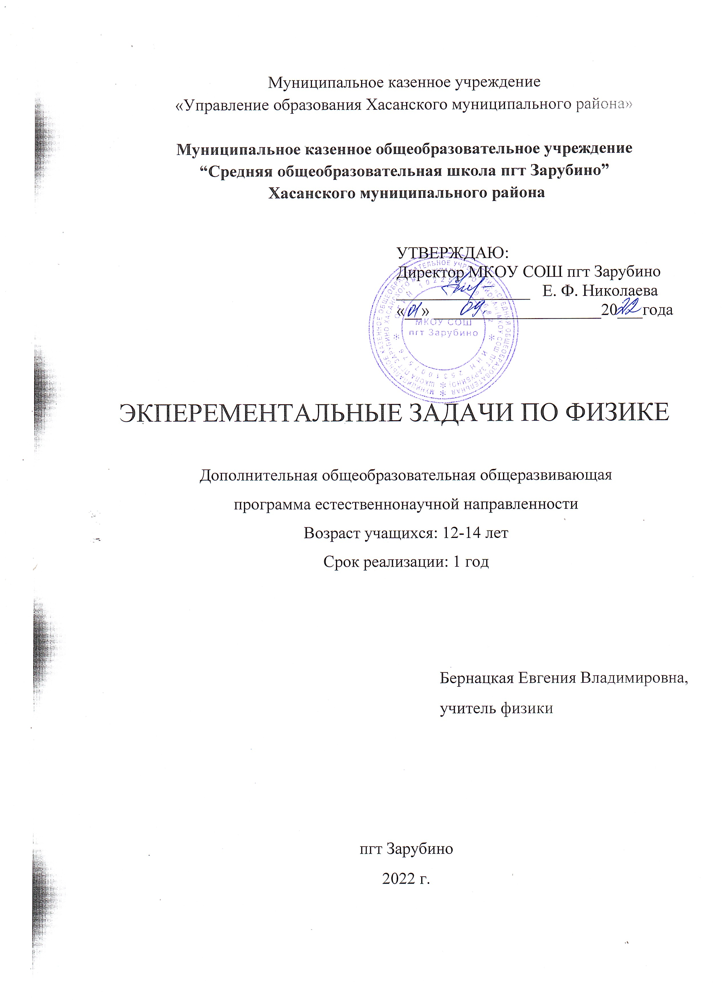 Муниципальное казенное учреждение
«Управление образования Хасанского муниципального района»
Муниципальное казенное общеобразовательное учреждение
“Средняя общеобразовательная школа пгт Зарубино”
Хасанского муниципального района
УТВЕРЖДАЮ:
Директор МКОУ СОШ пгт Зарубино
Е. Ф. Николаева
«01» 09. 2022 года
МКОУ СОШ
пгт Зарубино
ЭКПЕРЕМЕНТАЛЬНЫЕ ЗАДАЧИ ПО ФИЗИКЕ
Дополнительная общеобразовательная общеразвивающая
программа естественнонаучной направленности
Возраст учащихся: 12-14 лет
Срок реализации: 1 год
Бернацкая Евгения Владимировна,
учитель физики
пгт Зарубино
2022 г.